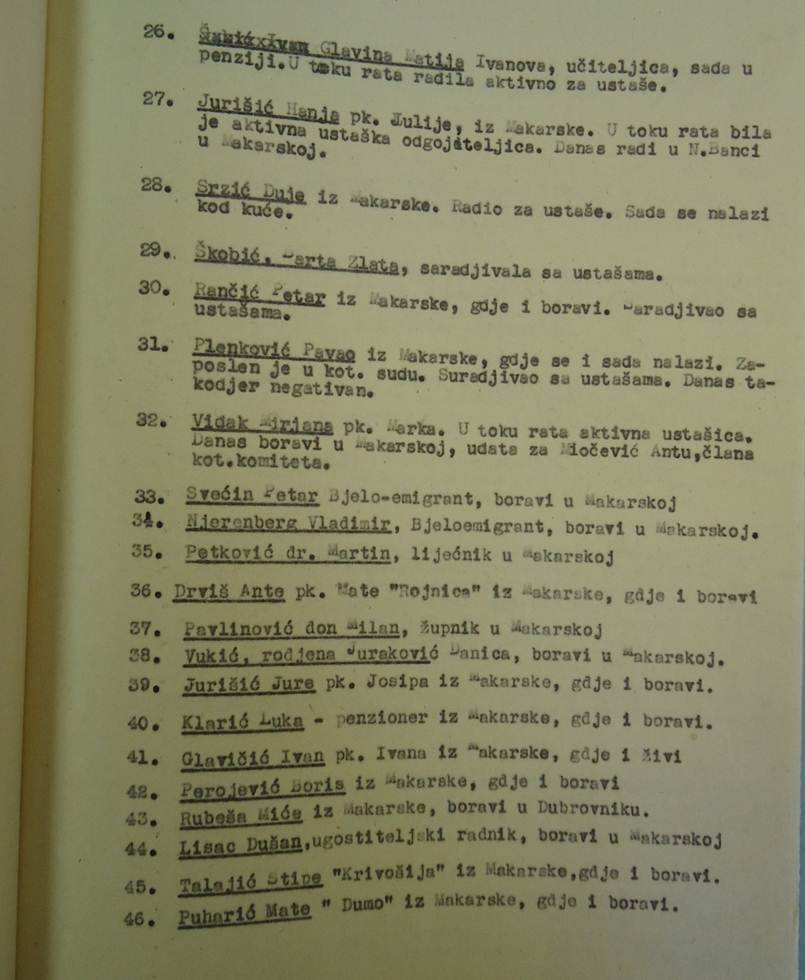 26. Glavina Matija Ivanova, učiteljica, sada u
penziji.U toku rata radila aktivno za ustaše.
27. Jurišić Manja pk. Julije, iz Makarske. U toku rata bila
je aktivna ustaška odgojiteljica. Danas radi u N.Banci
u Makarskoj.
28. Srzić Duje iz Makarske. Radio za ustaše. Sada se nalazi
kod kuće.
29. Škobić, Marta Zlata, saradjivala sa ustašama.
30. Rančić Petar iz Makarske, gdje i boravi. Saradjivao sa
ustašama.
31. Plenković Pavao iz Makarske, gdje se i sada nalazi. Za-
poslen je u kot. sudu. Suradjivao sa ustašama. Danas ta-
kodjer negativan.
32. Vidak Mirjana pk. Marka. U toku rata aktivna ustašica.
Danas boravi u Makarskoj, udata za Miočević Antu,člana
kot.komiteta.
33. Svećin Petar Bjelo-emigrant, boravi u Makarskoj
34. Njerenberg Vladimir, Bjeloemigrant, boravi u Makarskoj.
35. Petković dr. Martin, liječnik u Makarskoj
36. Drviš Ante pk. Mate "Rojnica" iz Makarske, gdje i boravi
37. Pavlinović don Milan, župnik u Makarskoj
38. Vukić, rodjena Juraković Danica, boravi u Makarskoj.
39. Jurišić Jure pk. Josipa iz Makarske, gdje i boravi.
40. Klarić Luka - penzioner iz Makarske, gdje i boravi.
41. Glavičić Ivan pk. Ivana iz Makarske, gdje i živi
42. Perojević Boris iz Makarske, gdje i boravi
43. Rubeša Miće iz Makarske, boravi u Dubrovniku.
44. Lisac Dušan,ugostiteljski radnik, boravi u Makarskoj
45. Talajić Stipe "Krivošija" iz Makarske,gdje i boravi.
46. Puharić Mate " Dumo" iz Makarske, gdje i boravi.